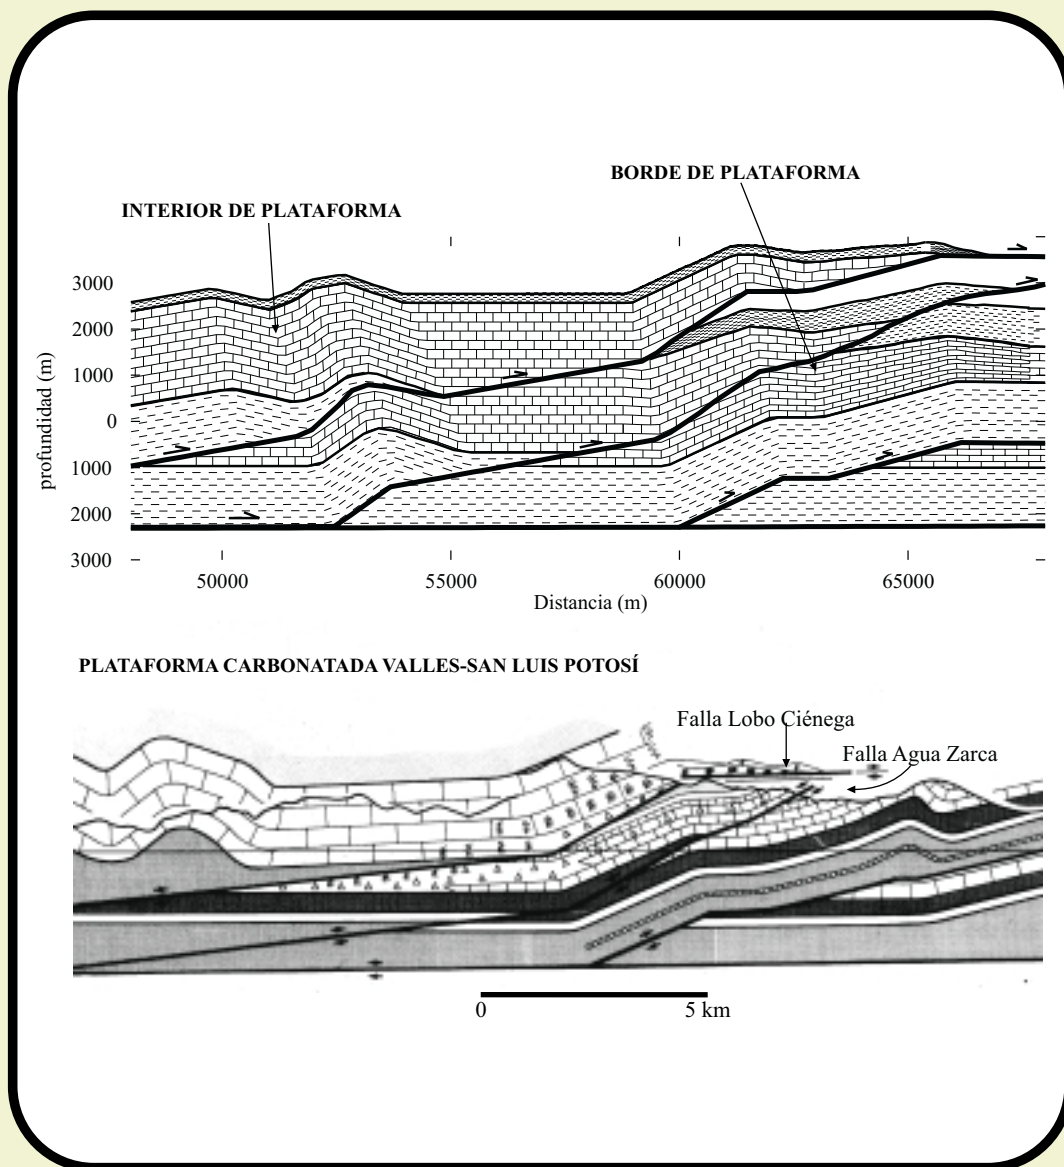 BORDE DE PLATAFORMA
INTERIOR DE PLATAFORMA
3000
2000
1000
0
1000
2000
3000
profundidad (m)
50000 55000 60000 65000
Distancia (m)
PLATAFORMA CARBONATADA VALLES-SAN LUIS POTOSÍ
Falla Lobo Ciénega
Falla Agua Zarca
0 5 km